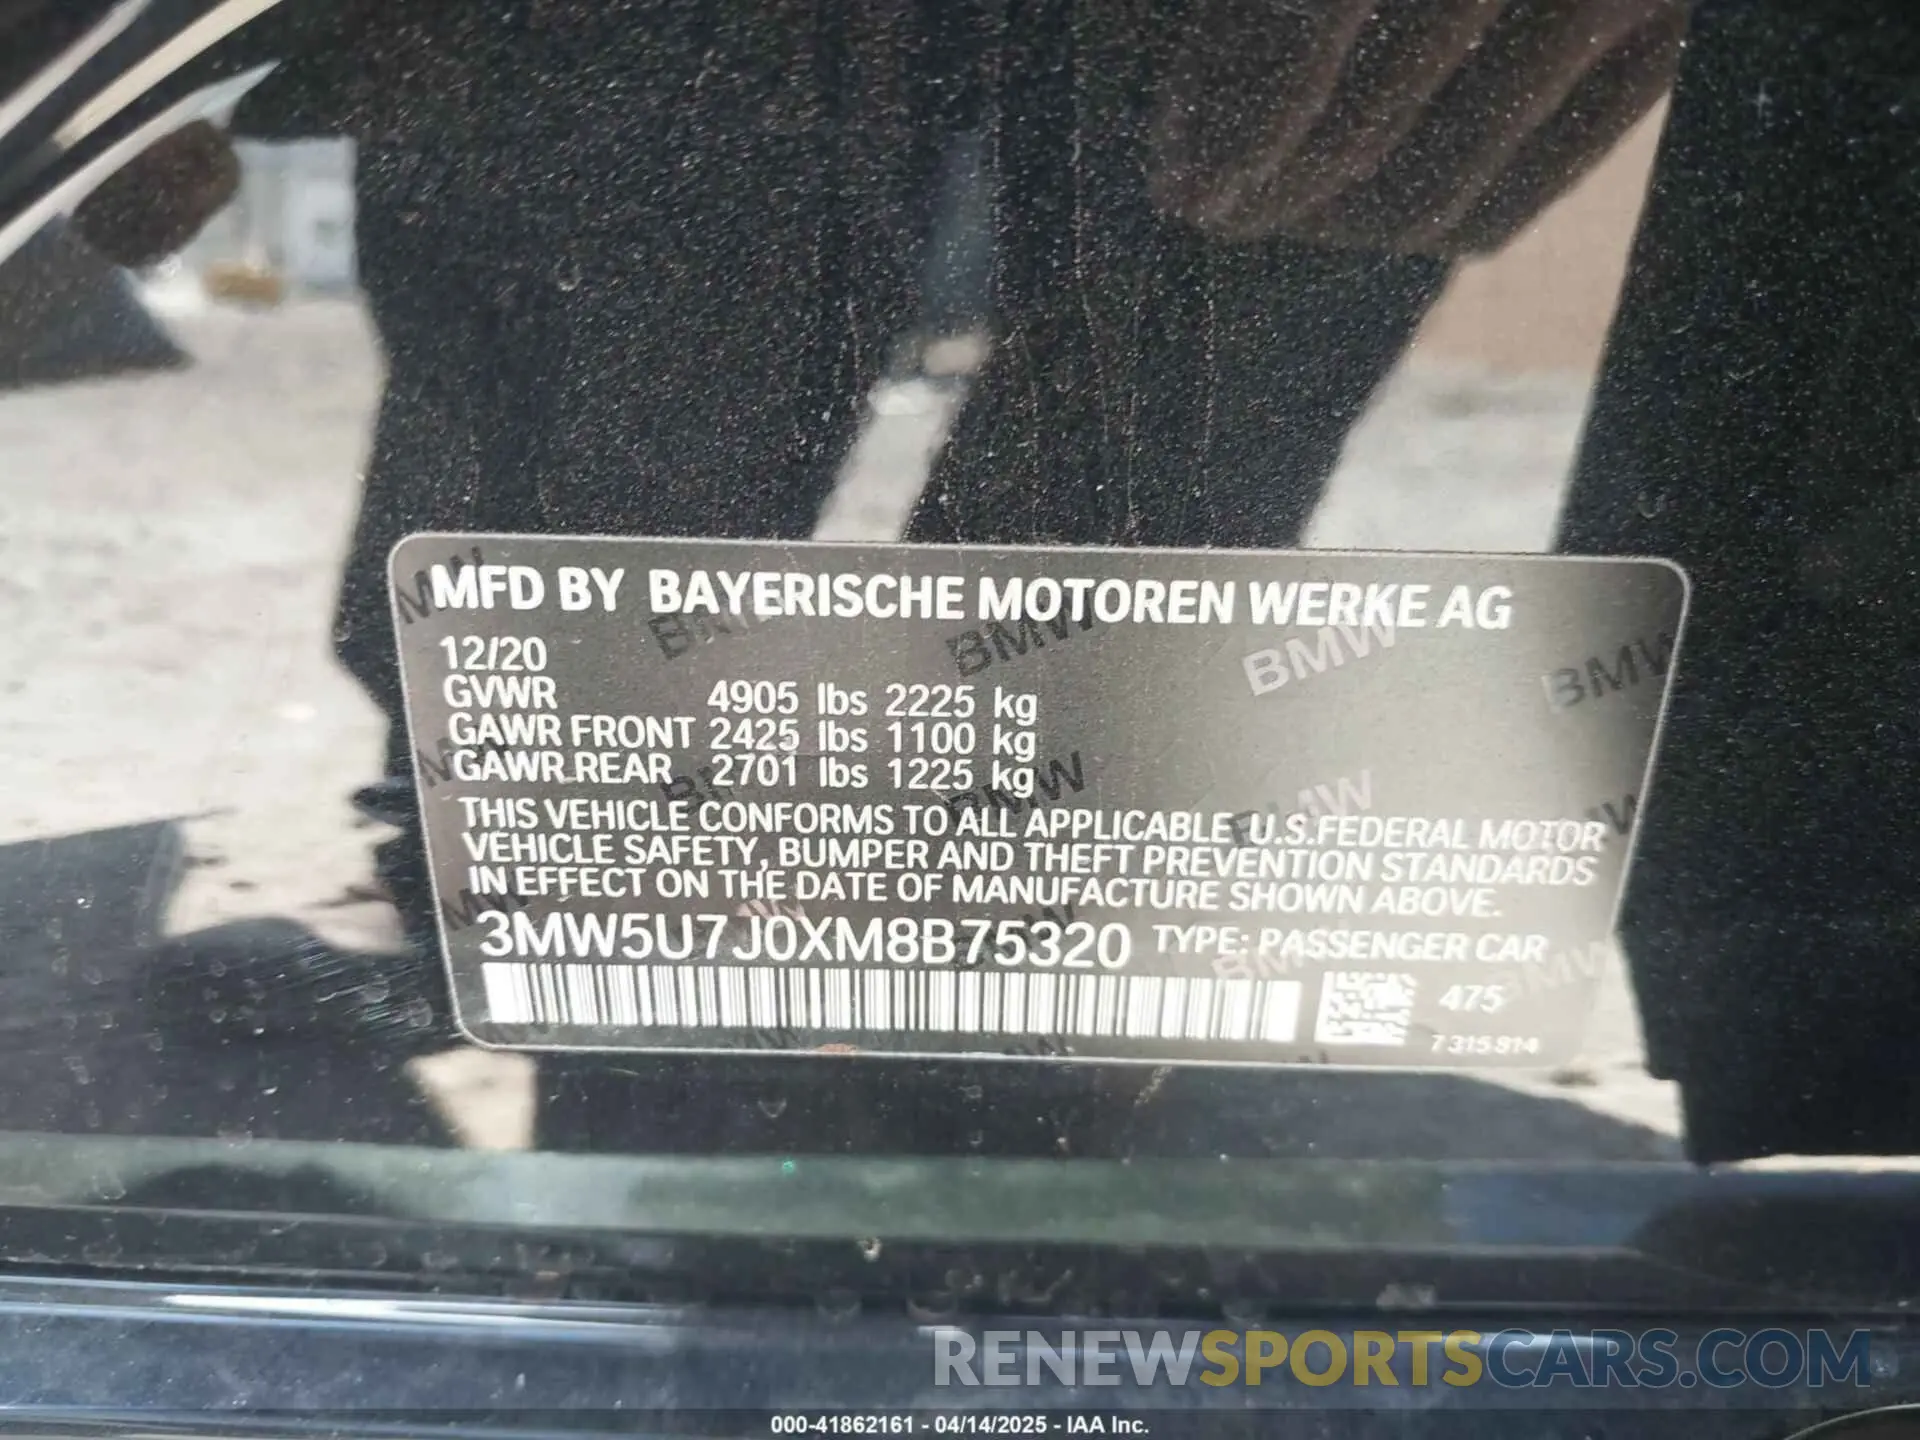 MFD BY BAYERISCHE MOTOREN WERKE AG
12/20
GVWR 4905 lbs 2225 kg
GAWR FRONT 2425 lbs 1100 kg
GAWR REAR 2701 lbs 1225 kg
THIS VEHICLE CONFORMS TO ALL APPLICABLE U.S.FEDERAL MOTOR
VEHICLE SAFETY, BUMPER AND THEFT PREVENTION STANDARDS
IN EFFECT ON THE DATE OF MANUFACTURE SHOWN ABOVE.
3MW5U7J0XM8B75320 TYPE: PASSENGER CAR
475
7 315 914
RENEWSPORTSCARS.COM
000-41862161 - 04/14/2025 - IAA Inc.